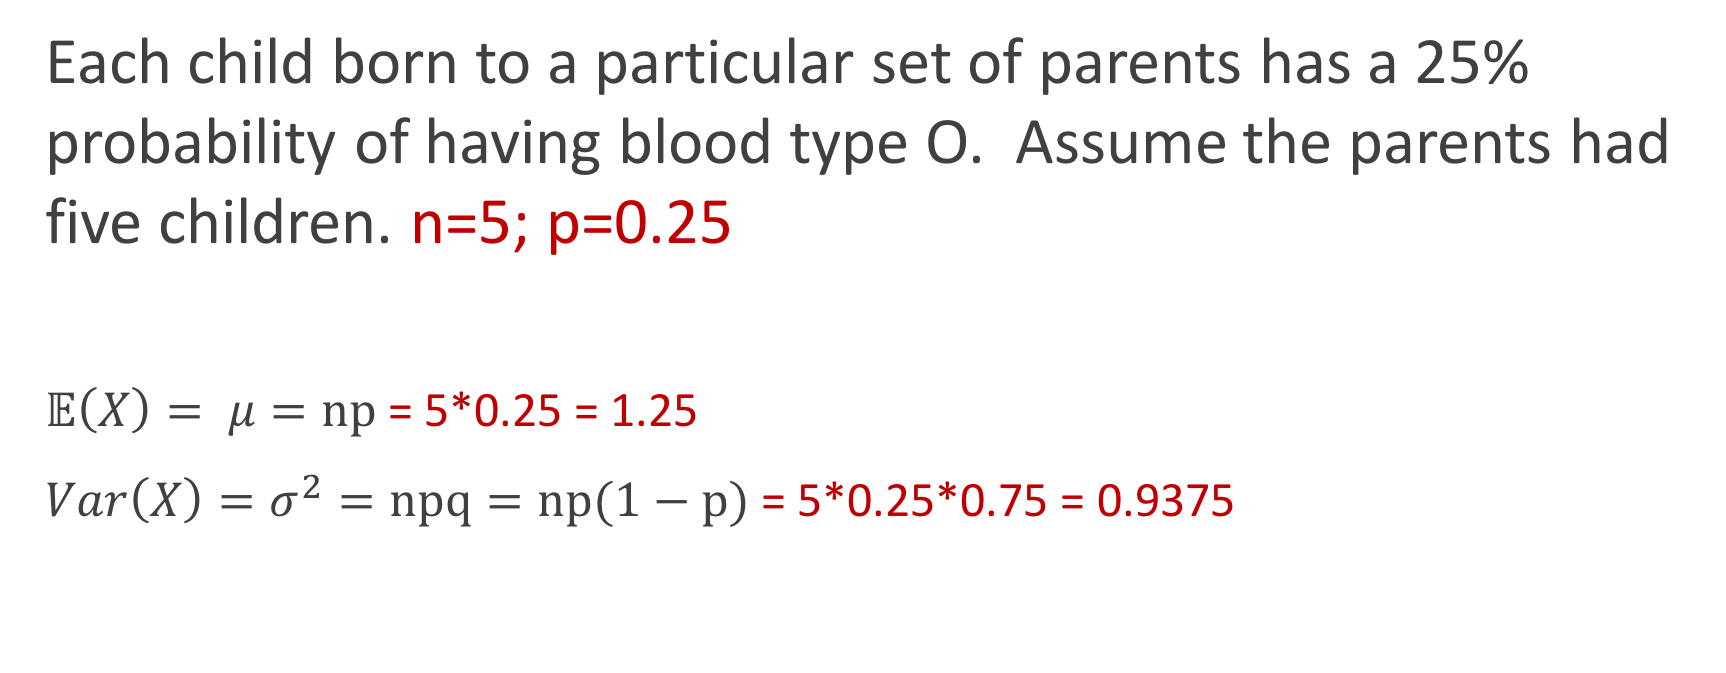 Each child born to a particular set of parents has a 25%
probability of having blood type O.  Assume the parents had
five children. n=5; p=0.25
𝔼(𝑋) = 𝜇 = np = 5*0.25 = 1.25
𝑉𝑎𝑟(𝑋) = 𝜎² = npq = np(1 − p) = 5*0.25*0.75 = 0.9375